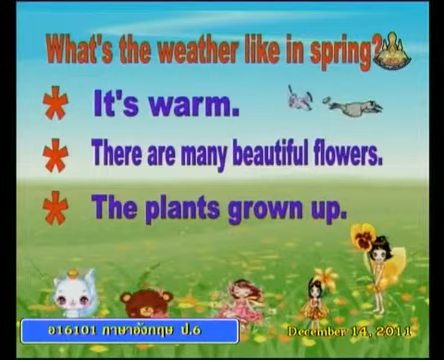 What's the weather like in spring?
* It's warm.
* There are many beautiful flowers.
* The plants grown up.
อ16101 ภาษาอังกฤษ ป.6
December 14, 2011